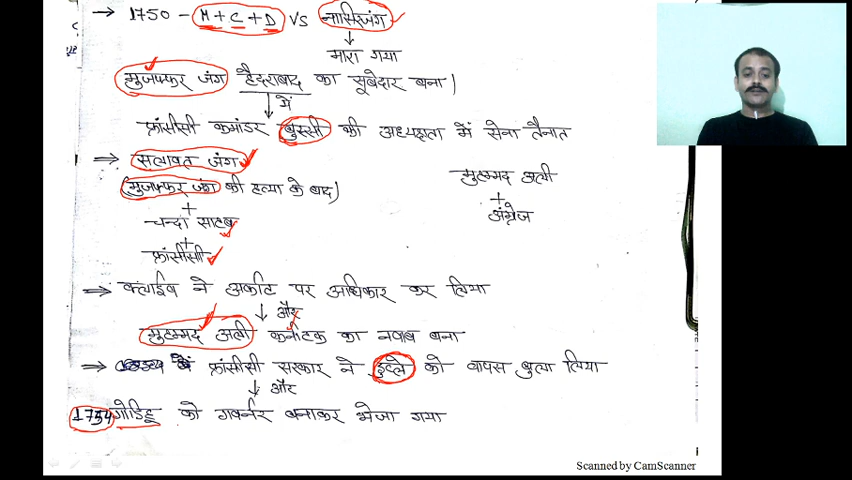 → 1750 - M + C + D VS नासिरजंग
↓
मारा गया
मुजफ्फर जंग हैदराबाद का सूबेदार बना।
↓ में
फ्रांसीसी कमांडर बुस्सी की अध्यक्षता में सेना तैनात
⇒ सलावत जंग
(मुजफ्फर जंग की हत्या के बाद)
+
चन्दा साहब
+
फ्रांसीसी
मुहम्मद अली
+
अंग्रेज
⇒ क्लाईव ने अर्काट पर अधिकार कर लिया
↓ और
मुहम्मद अली कर्नाटक का नवाब बना
⇒ फ्रांसीसी सरकार ने डुप्ले को वापस बुला लिया
↓ और
1754 गोडेहू को गवर्नर बनाकर भेजा गया
Scanned by CamScanner